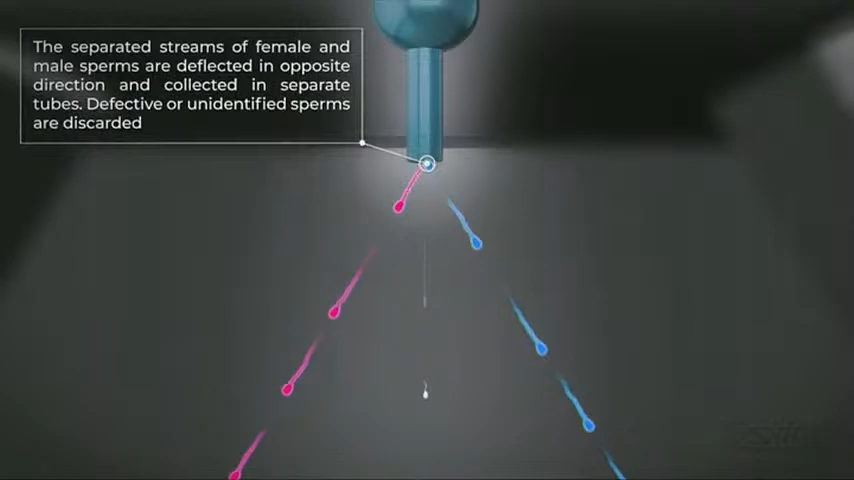 The separated streams of female and
male sperms are deflected in opposite
direction and collected in separate
tubes. Defective or unidentified sperms
are discarded